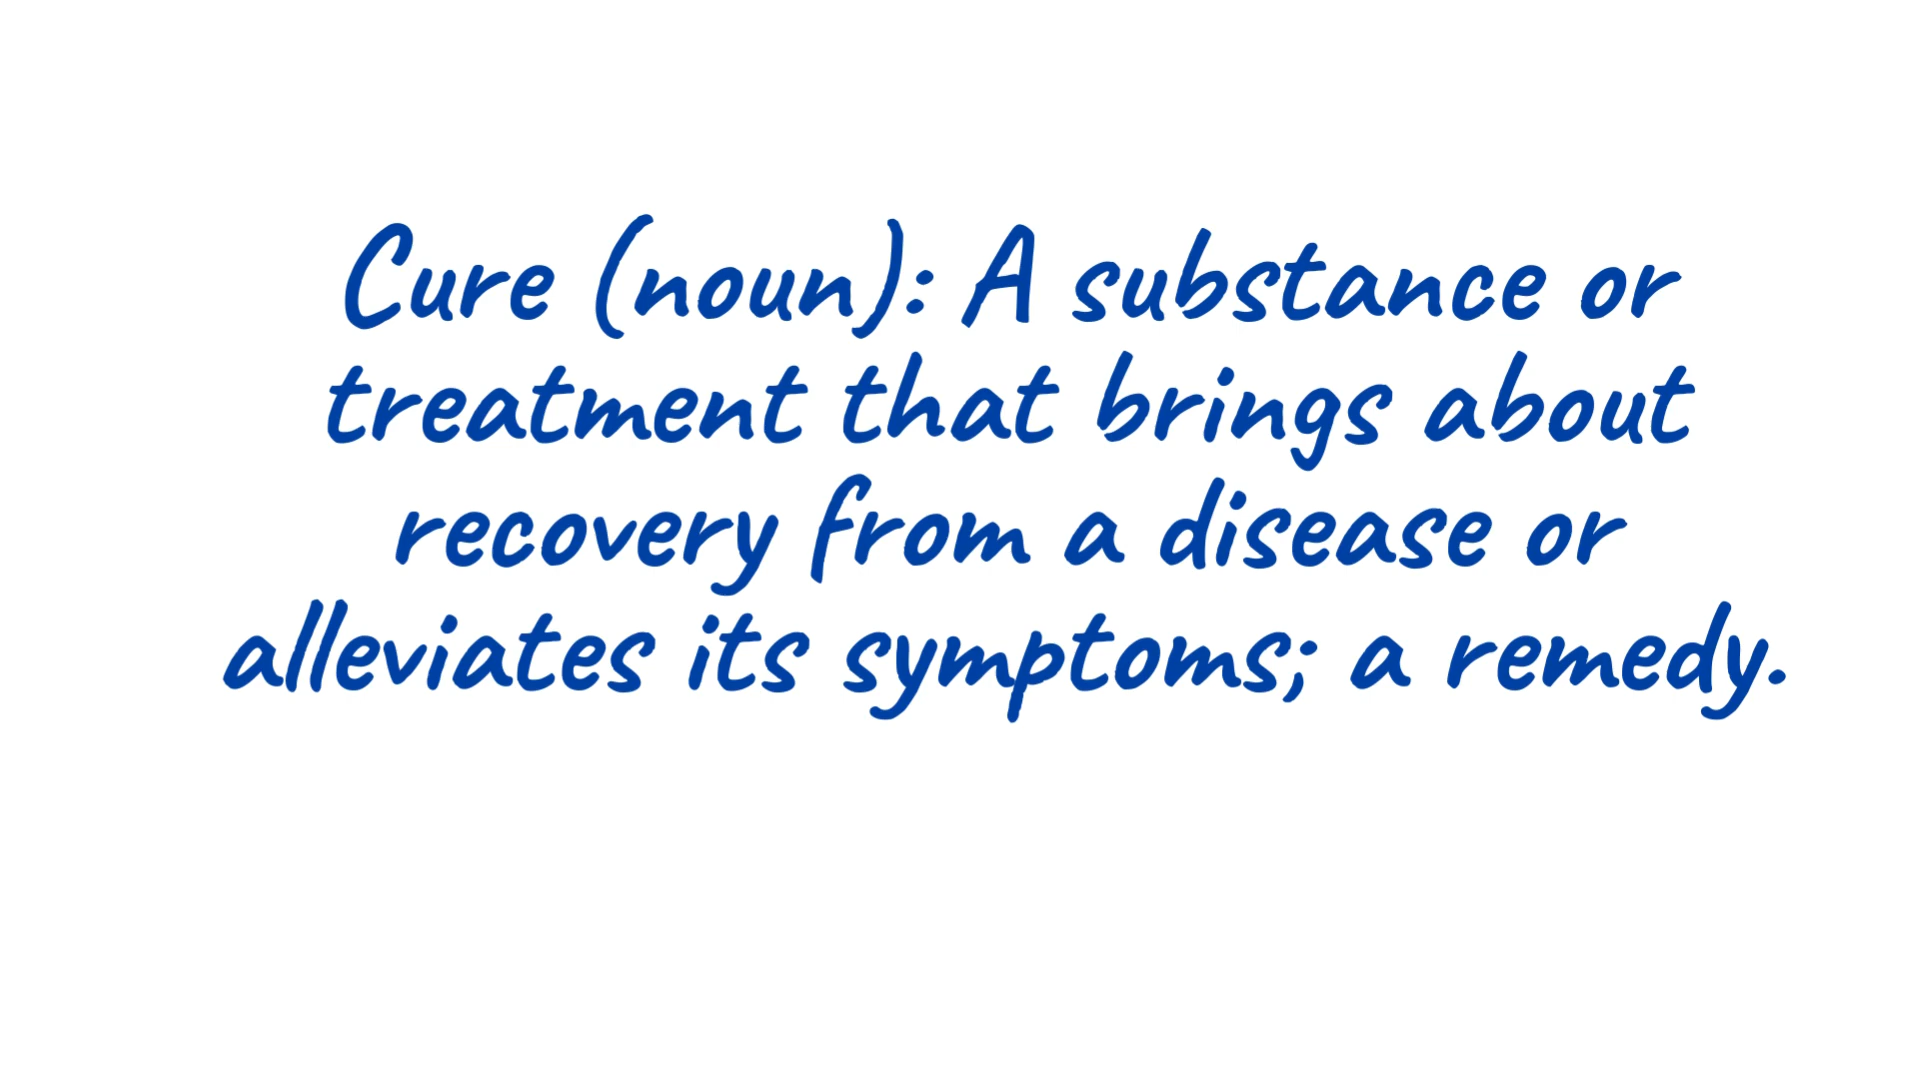 Cure (noun): A substance or
treatment that brings about
recovery from a disease or
alleviates its symptoms; a remedy.